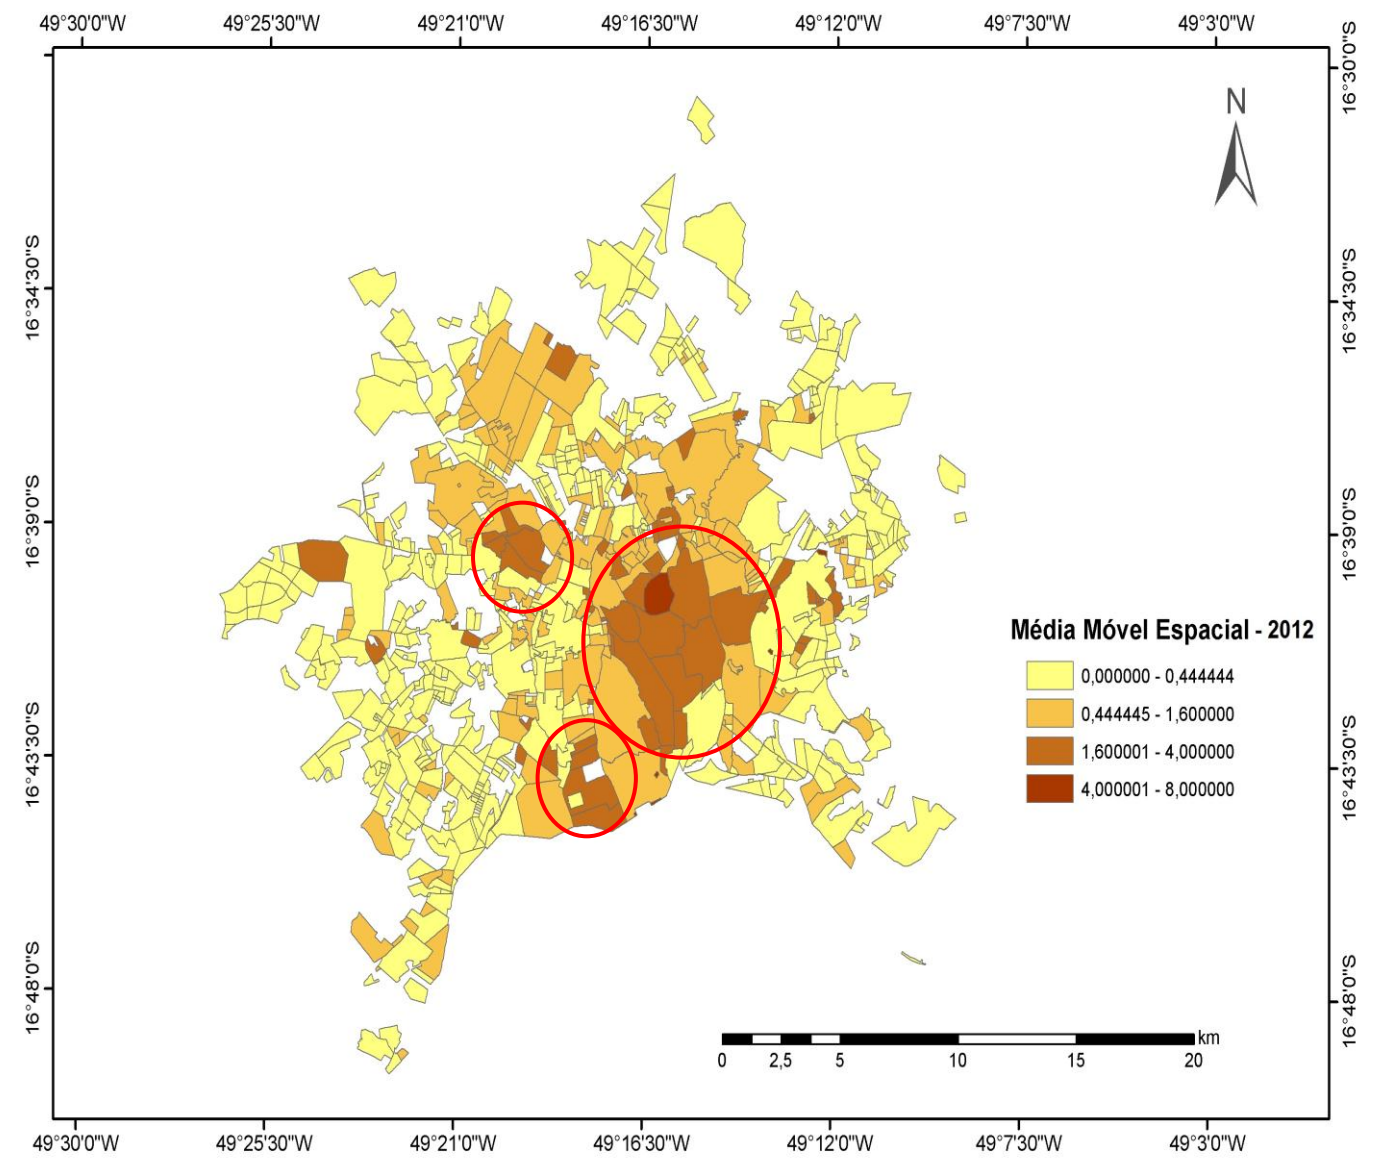 49°30'0"W 49°25'30"W 49°21'0"W 49°16'30"W 49°12'0"W 49°7'30"W 49°3'0"W
16°30'0"S
N
16°34'30"S 16°34'30"S
16°39'0"S 16°39'0"S
Média Móvel Espacial - 2012
0,000000 - 0,444444
0,444445 - 1,600000
1,600001 - 4,000000
4,000001 - 8,000000
16°43'30"S 16°43'30"S
16°48'0"S 16°48'0"S
km
0 2,5 5 10 15 20
49°30'0"W 49°25'30"W 49°21'0"W 49°16'30"W 49°12'0"W 49°7'30"W 49°3'0"W